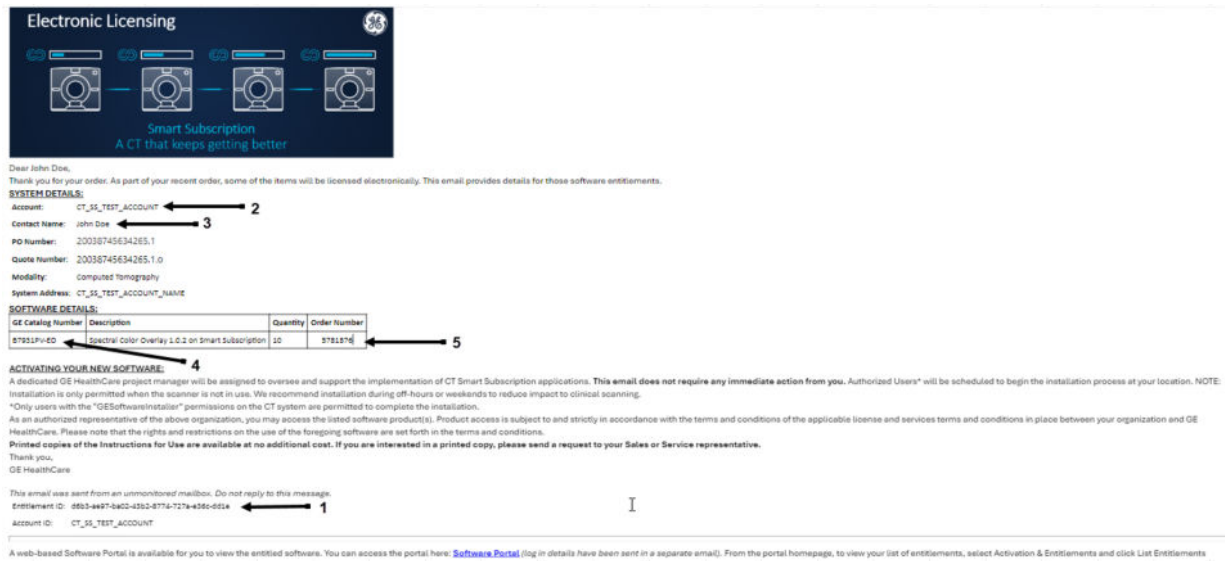 Electronic Licensing
Smart Subscription
A CT that keeps getting better
Dear John Doe,
Thank you for your order. As part of your recent order, some of the items will be licensed electronically. This email provides details for those software entitlements.
SYSTEM DETAILS:
Account: CT_SS_TEST_ACCOUNT 2
Contact Name: John Doe 3
PO Number: 20038745634265.1
Quote Number: 20038745634265.1.0
Modality: Computed Tomography
System Address: CT_SS_TEST_ACCOUNT_NAME
SOFTWARE DETAILS:
GE Catalog Number Description Quantity Order Number
B7931PV-ED Spectral Color Overlay 1.0.2 on Smart Subscription 10 5781576 5
4
ACTIVATING YOUR NEW SOFTWARE:
A dedicated GE HealthCare project manager will be assigned to oversee and support the implementation of CT Smart Subscription applications. This email does not require any immediate action from you. Authorized Users* will be scheduled to begin the installation process at your location. NOTE:
Installation is only permitted when the scanner is not in use. We recommend installation during off-hours or weekends to reduce impact to clinical scanning.
*Only users with the "GESoftwareInstaller" permissions on the CT system are permitted to complete the installation.
As an authorized representative of the above organization, you may access the listed software product(s). Product access is subject to and strictly in accordance with the terms and conditions of the applicable license and services terms and conditions in place between your organization and GE
HealthCare. Please note that the rights and restrictions on the use of the foregoing software are set forth in the terms and conditions.
Printed copies of the Instructions for Use are available at no additional cost. If you are interested in a printed copy, please send a request to your Sales or Service representative.
Thank you,
GE HealthCare
This email was sent from an unmonitored mailbox. Do not reply to this message.
Entitlement ID: d6b3-ae97-ba02-45b2-8774-727a-e36c-dd1e 1
Account ID: CT_SS_TEST_ACCOUNT
A web-based Software Portal is available for you to view the entitled software. You can access the portal here: Software Portal (log in details have been sent in a separate email). From the portal homepage, to view your list of entitlements, select Activation & Entitlements and click List Entitlements